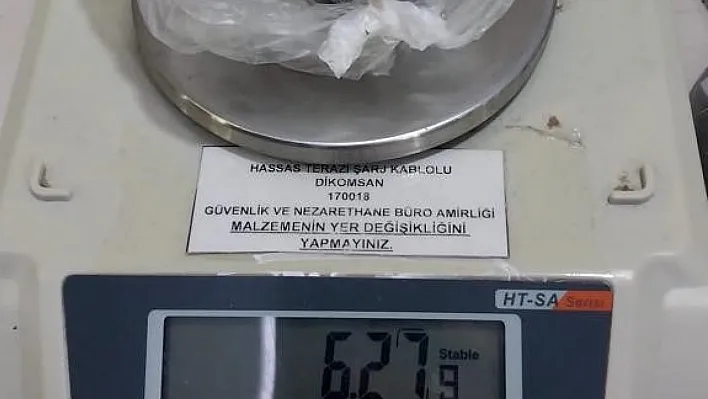 HASSAS TERAZİ ŞARJ KABLOLU
DİKOMSAN
170018
GÜVENLİK VE NEZARETHANE BÜRO AMİRLİĞİ
MALZEMENİN YER DEĞİŞİKLİĞİNİ
YAPMAYINIZ.
HT-SA Serisi
6.27 Stable
g